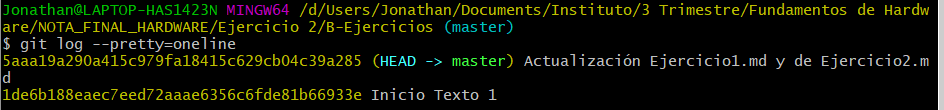 Jonathan@LAPTOP-HAS1423N MINGW64 /d/Users/Jonathan/Documents/Instituto/3 Trimestre/Fundamentos de Hardw
are/NOTA_FINAL_HARDWARE/Ejercicio 2/B-Ejercicios (master)
$ git log --pretty=oneline
5aaa19a290a415c979fa18415c629cb04c39a285 (HEAD -> master) Actualización Ejercicio1.md y de Ejercicio2.m
d
1de6b188eaec7eed72aaae6356c6fde81b66933e Inicio Texto 1